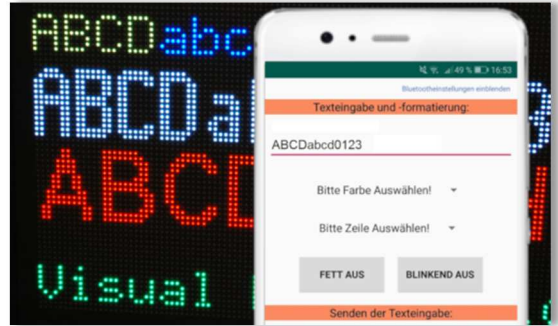 ABCDabc
ABCDa
ABCD
Visual
49 % 16:53
Bluetootheinstellungen einblenden
Texteingabe und -formatierung:
ABCDabcd0123
Bitte Farbe Auswählen!
Bitte Zeile Auswählen!
FETT AUS BLINKEND AUS
Senden der Texteingabe: